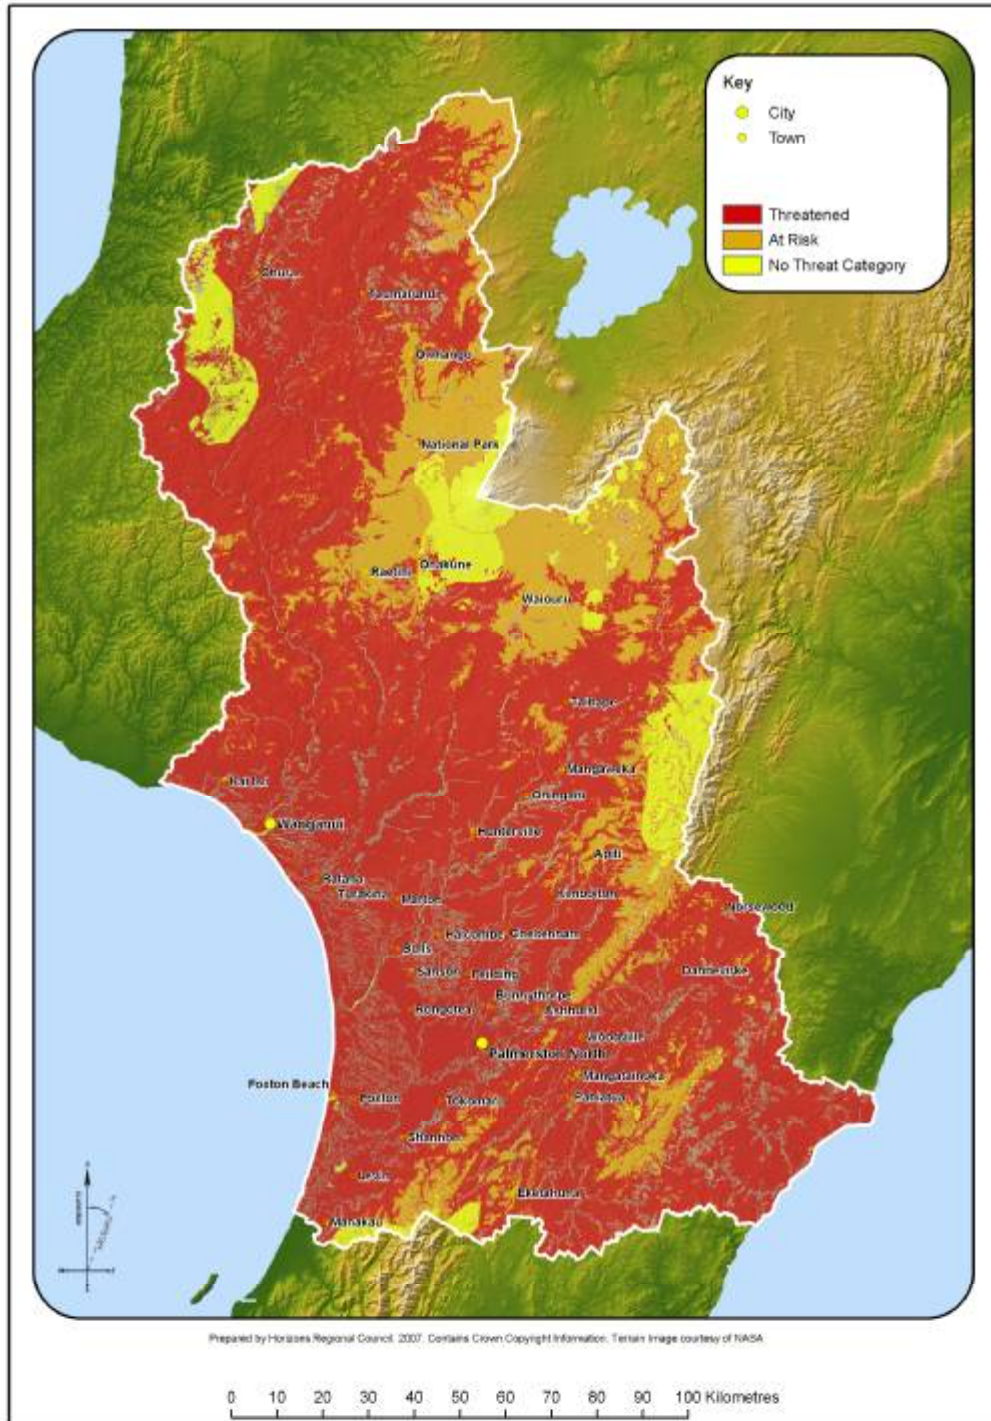 Key
City
Town
Threatened
At Risk
No Threat Category
Ohura
Taumarunui
Owhango
National Park
Raetihi
Ohakune
Waiouru
Taihape
Mangaweka
Ohingaiti
Wanganui
Hunterville
Apiti
Ratana
Turakina
Marton
Kimbolton
Norsewood
Halcombe
Cheltenham
Bulls
Sanson
Feilding
Dannevirke
Rongotea
Bunnythorpe
Ashhurst
Woodville
Palmerston North
Mangatainoka
Pahiatua
Foxton Beach
Foxton
Tokomaru
Shannon
Levin
Eketahuna
Manakau
Prepared by Horizons Regional Council, 2007. Contains Crown Copyright Information. Terrain Image courtesy of NASA
0 10 20 30 40 50 60 70 80 90 100 Kilometres